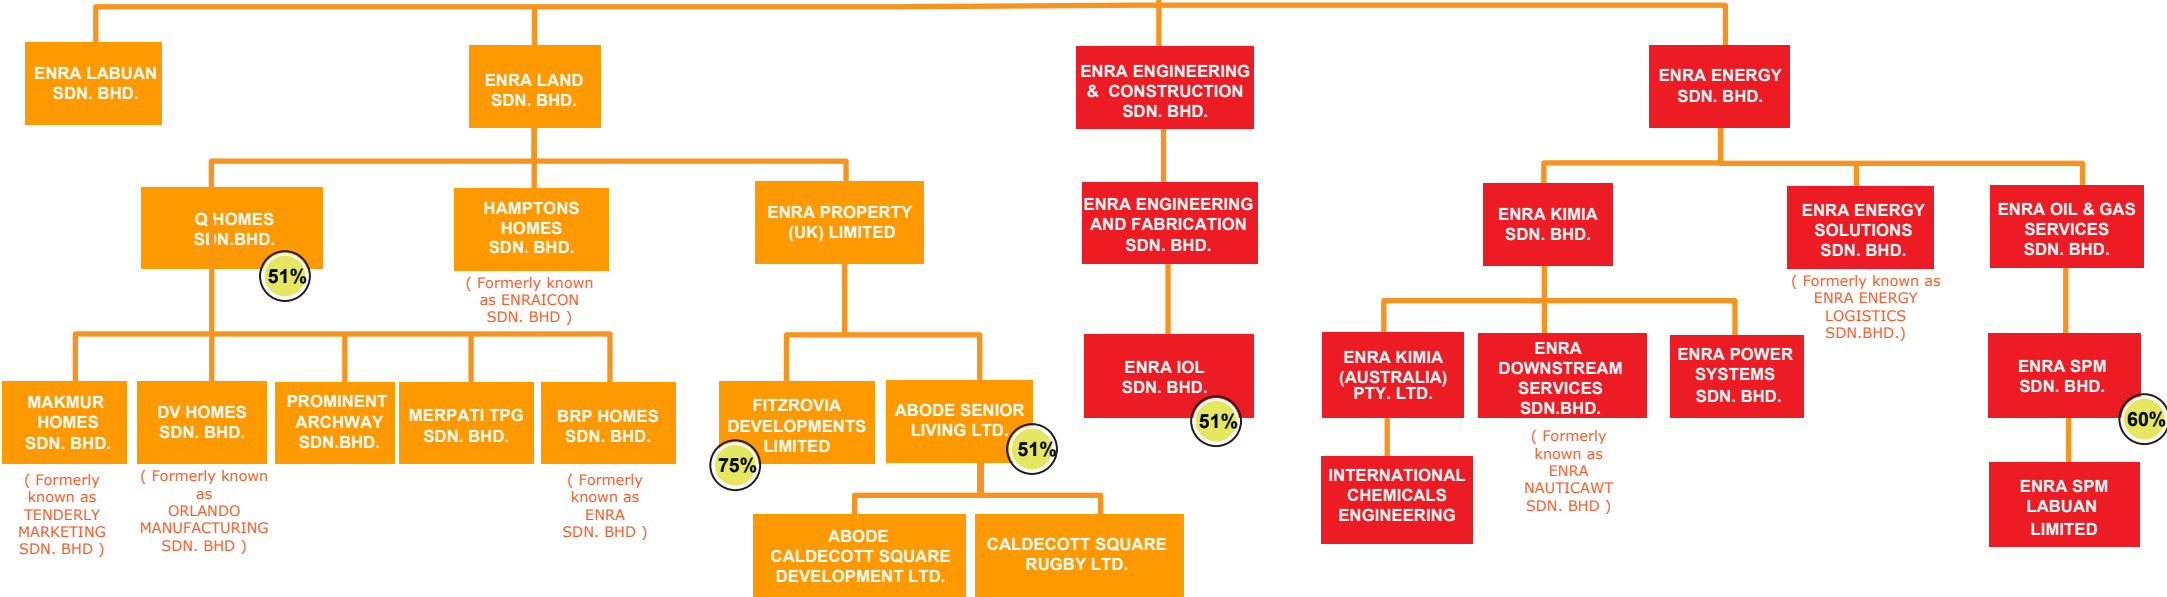 ENRA LABUAN
SDN. BHD.
ENRA LAND
SDN. BHD.
ENRA ENGINEERING
& CONSTRUCTION
SDN. BHD.
ENRA ENERGY
SDN. BHD.
Q HOMES
SDN.BHD.
51%
HAMPTONS
HOMES
SDN. BHD.
( Formerly known
as ENRAICON
SDN. BHD )
ENRA PROPERTY
(UK) LIMITED
ENRA ENGINEERING
AND FABRICATION
SDN. BHD.
ENRA KIMIA
SDN. BHD.
ENRA ENERGY
SOLUTIONS
SDN. BHD.
( Formerly known as
ENRA ENERGY
LOGISTICS
SDN.BHD.)
ENRA OIL & GAS
SERVICES
SDN. BHD.
MAKMUR
HOMES
SDN. BHD.
( Formerly
known as
TENDERLY
MARKETING
SDN. BHD )
DV HOMES
SDN. BHD.
( Formerly known
as
ORLANDO
MANUFACTURING
SDN. BHD )
PROMINENT
ARCHWAY
SDN.BHD.
MERPATI TPG
SDN. BHD.
BRP HOMES
SDN. BHD.
( Formerly
known as
ENRA
SDN. BHD )
FITZROVIA
DEVELOPMENTS
LIMITED
75%
ABODE SENIOR
LIVING LTD.
51%
ENRA IOL
SDN. BHD.
51%
ENRA KIMIA
(AUSTRALIA)
PTY. LTD.
ENRA
DOWNSTREAM
SERVICES
SDN.BHD.
( Formerly
known as
ENRA
NAUTICAWT
SDN. BHD )
ENRA POWER
SYSTEMS
SDN. BHD.
ENRA SPM
SDN. BHD.
60%
ABODE
CALDECOTT SQUARE
DEVELOPMENT LTD.
CALDECOTT SQUARE
RUGBY LTD.
INTERNATIONAL
CHEMICALS
ENGINEERING
ENRA SPM
LABUAN
LIMITED